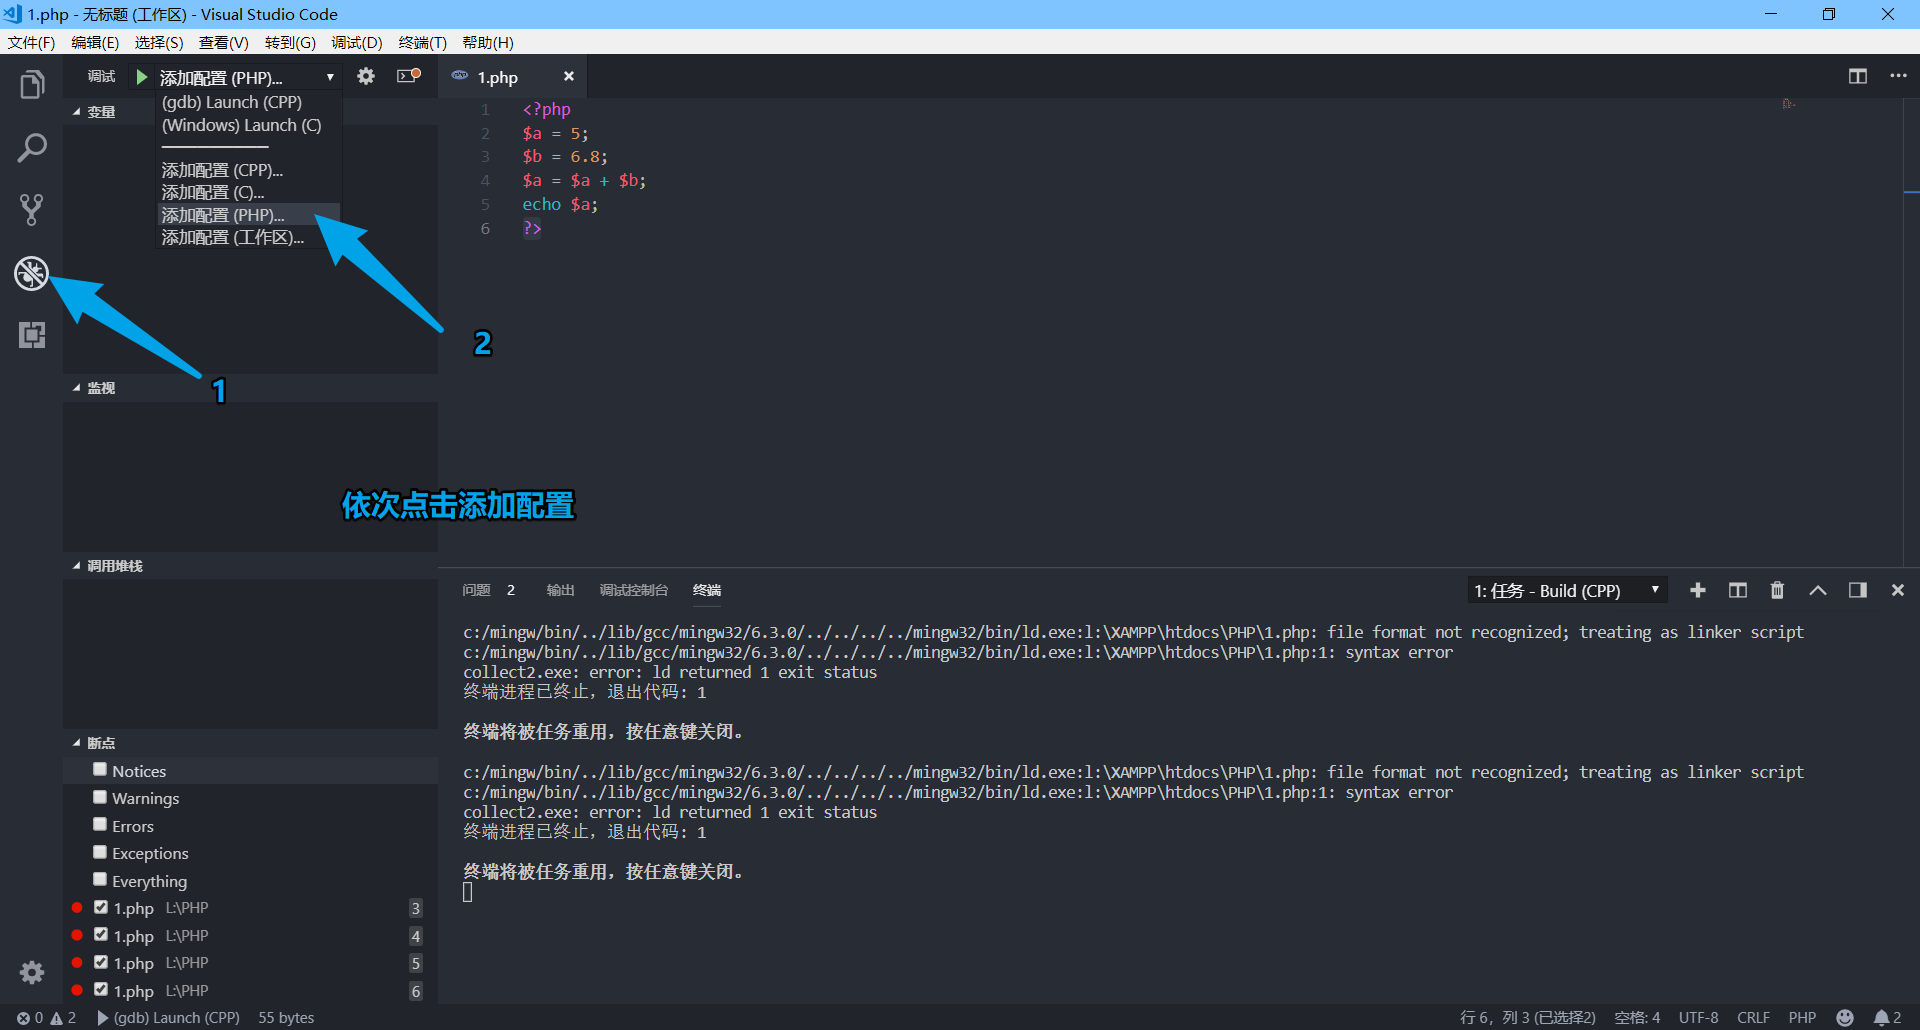 1.php - 无标题 (工作区) - Visual Studio Code
文件(F) 编辑(E) 选择(S) 查看(V) 转到(G) 调试(D) 终端(T) 帮助(H)
调试 添加配置 (PHP)...
(gdb) Launch (CPP)
(Windows) Launch (C)
添加配置 (CPP)...
添加配置 (C)...
添加配置 (PHP)...
添加配置 (工作区)...
变量
1
2
监视
依次点击添加配置
调用堆栈
断点
Notices
Warnings
Errors
Exceptions
Everything
1.php L:\PHP 3
1.php L:\PHP 4
1.php L:\PHP 5
1.php L:\PHP 6
1.php
1 <?php
2 $a = 5;
3 $b = 6.8;
4 $a = $a + $b;
5 echo $a;
6 ?>
问题 2 输出 调试控制台 终端 1: 任务 - Build (CPP)
c:/mingw/bin/../lib/gcc/mingw32/6.3.0/../../../../mingw32/bin/ld.exe:l:\XAMPP\htdocs\PHP\1.php: file format not recognized; treating as linker script
c:/mingw/bin/../lib/gcc/mingw32/6.3.0/../../../../mingw32/bin/ld.exe:l:\XAMPP\htdocs\PHP\1.php:1: syntax error
collect2.exe: error: ld returned 1 exit status
终端进程已终止，退出代码: 1
终端将被任务重用，按任意键关闭。
c:/mingw/bin/../lib/gcc/mingw32/6.3.0/../../../../mingw32/bin/ld.exe:l:\XAMPP\htdocs\PHP\1.php: file format not recognized; treating as linker script
c:/mingw/bin/../lib/gcc/mingw32/6.3.0/../../../../mingw32/bin/ld.exe:l:\XAMPP\htdocs\PHP\1.php:1: syntax error
collect2.exe: error: ld returned 1 exit status
终端进程已终止，退出代码: 1
终端将被任务重用，按任意键关闭。
0 2 (gdb) Launch (CPP) 55 bytes 行 6，列 3 (已选择2) 空格: 4 UTF-8 CRLF PHP 2